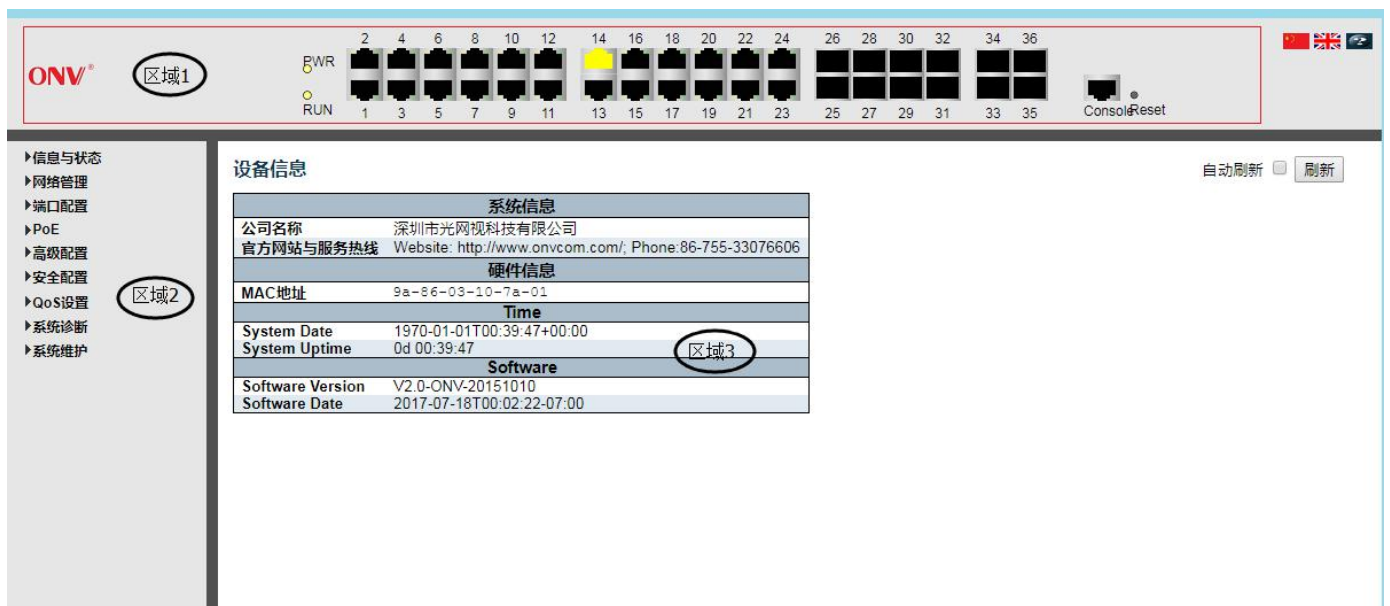 2 4 6 8 10 12 14 16 18 20 22 24 26 28 30 32 34 36
PWR
ONV®
区域1
RUN
1 3 5 7 9 11 13 15 17 19 21 23 25 27 29 31 33 35
Console
Reset
▶信息与状态
▶网络管理
▶端口配置
▶PoE
▶高级配置
▶安全配置
▶QoS设置
▶系统诊断
▶系统维护
区域2
设备信息
自动刷新 刷新
系统信息
公司名称 深圳市光网视科技有限公司
官方网站与服务热线 Website: http://www.onvcom.com/; Phone:86-755-33076606
硬件信息
MAC地址 9a-86-03-10-7a-01
Time
System Date 1970-01-01T00:39:47+00:00
System Uptime 0d 00:39:47
区域3
Software
Software Version V2.0-ONV-20151010
Software Date 2017-07-18T00:02:22-07:00